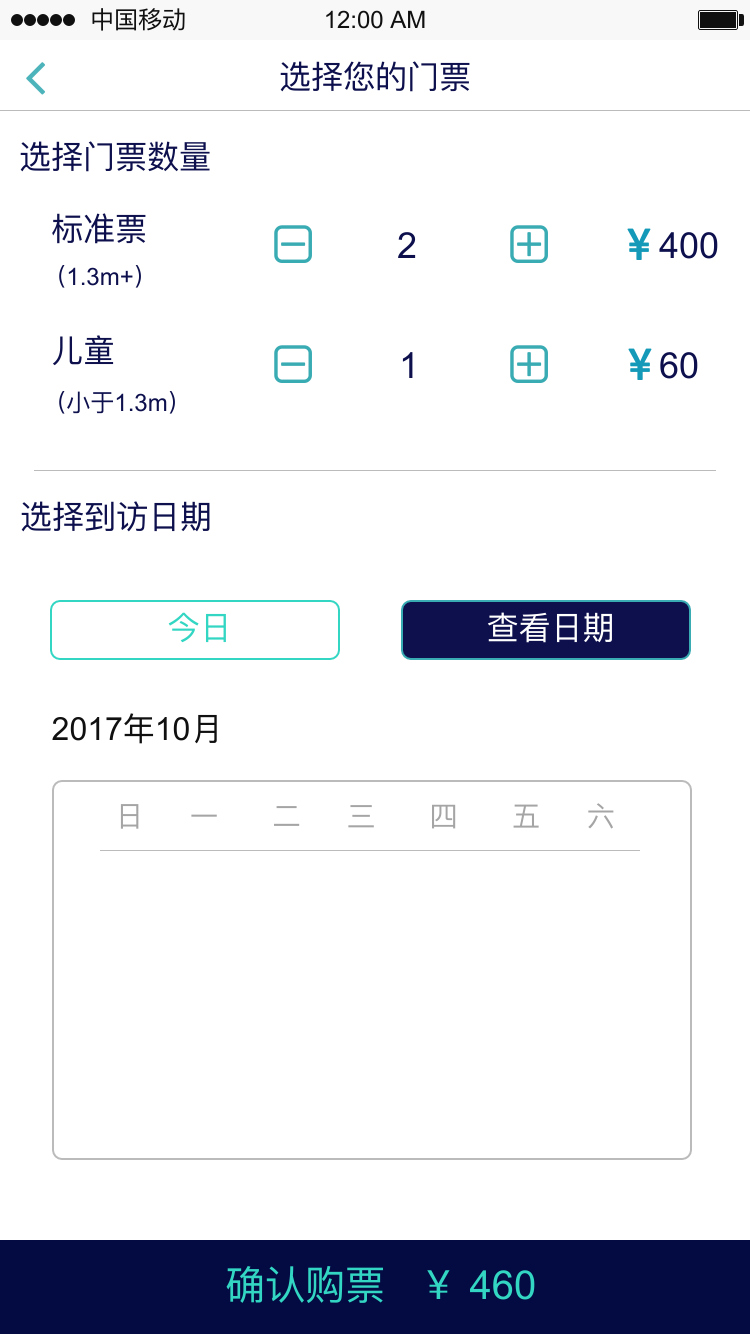 中国移动 12:00 AM
选择您的门票
选择门票数量
标准票 2 ¥ 400
（1.3m+）
儿童 1 ¥ 60
（小于1.3m）
选择到访日期
今日 查看日期
2017年10月
日 一 二 三 四 五 六
确认购票 ¥ 460